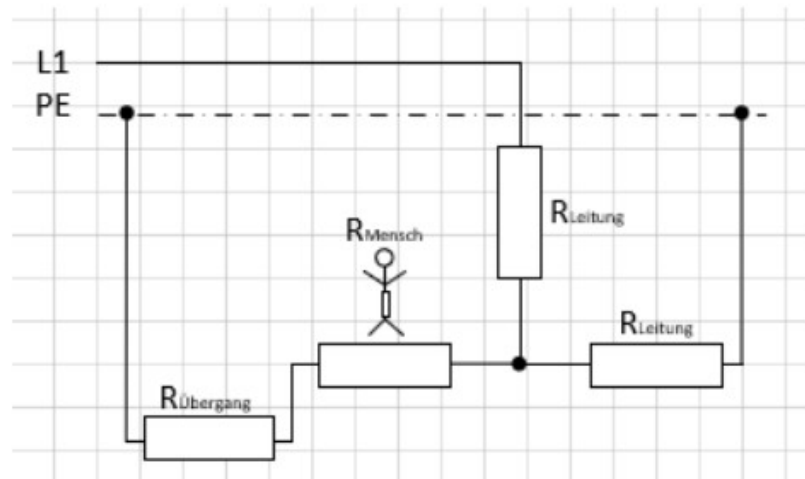 L1
PE
RMensch
RLeitung
RLeitung
RÜbergang